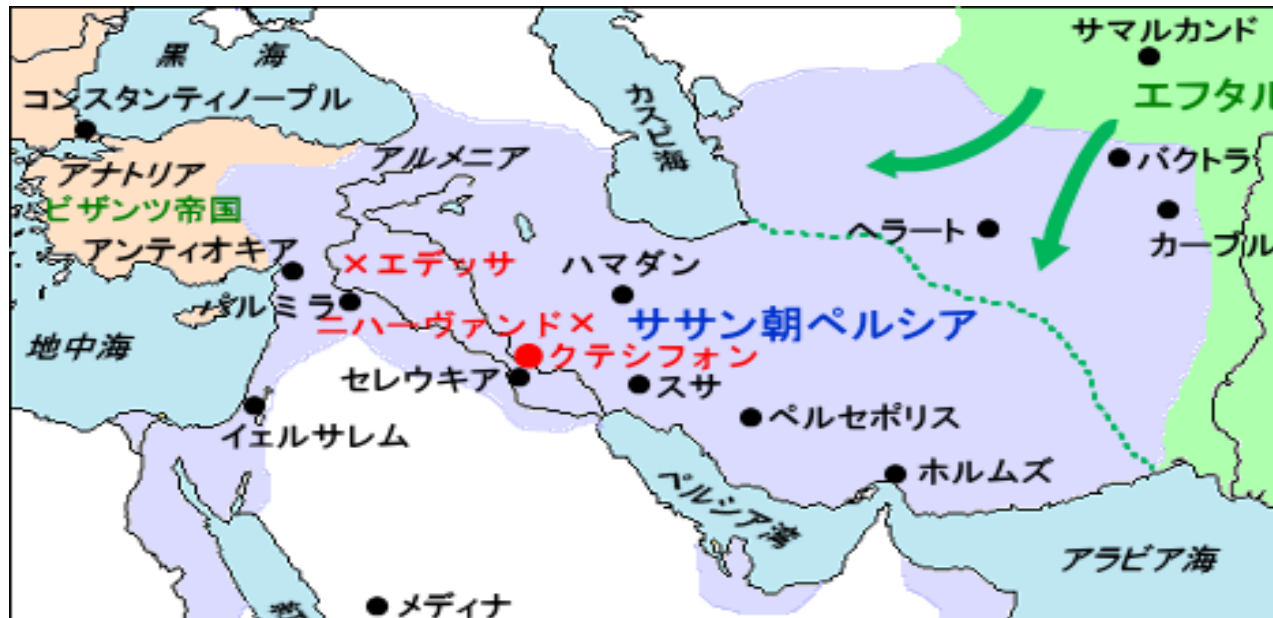 サマルカンド
黒海
エフタル
コンスタンティノープル
カスピ海
アルメニア
バクトラ
アナトリア
ビザンツ帝国
ヘラート
カーブル
アンティオキア
×エデッサ
ハマダン
パルミラ
ニハーヴァンド×
ササン朝ペルシア
地中海
クテシフォン
セレウキア
スサ
ペルセポリス
イェルサレム
ホルムズ
ペルシア湾
アラビア海
メディナ